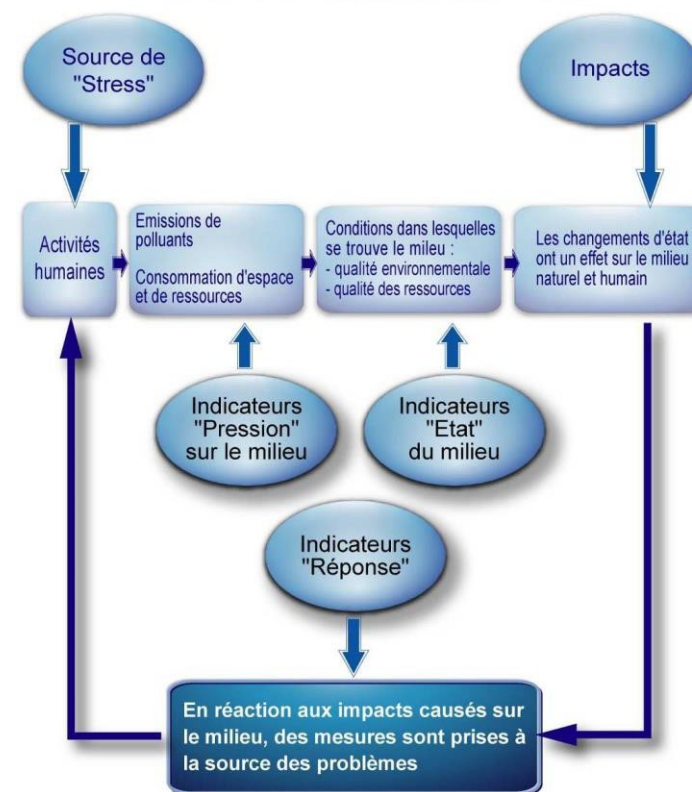 Source de
"Stress"
Impacts
Activités
humaines
Emissions de
polluants
Consommation d'espace
et de ressources
Conditions dans lesquelles
se trouve le mileu :
- qualité environnementale
- qualité des ressources
Les changements d'état
ont un effet sur le milieu
naturel et humain
Indicateurs
"Pression"
sur le milieu
Indicateurs
"Etat"
du milieu
Indicateurs
"Réponse"
En réaction aux impacts causés sur
le milieu, des mesures sont prises à
la source des problèmes